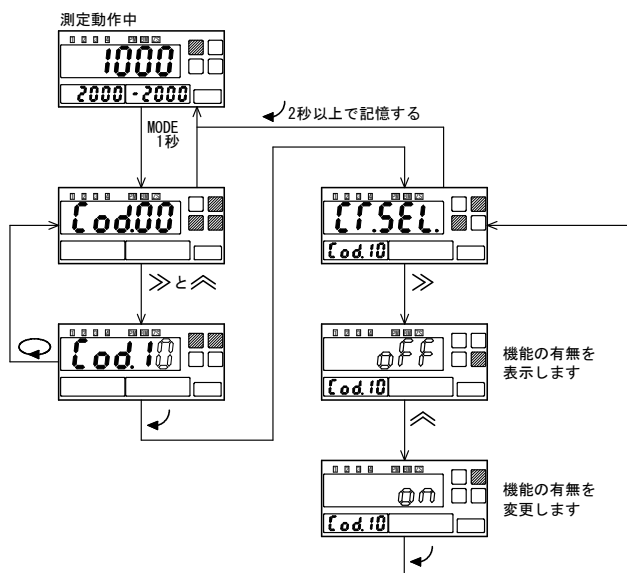 測定動作中
1000
2000 -2000
MODE
1秒
2秒以上で記憶する
Cod.00
≫と︽
Cod.10
CT.SEL.
Cod.10
≫
oFF
Cod.10
機能の有無を
表示します
︽
on
Cod.10
機能の有無を
変更します